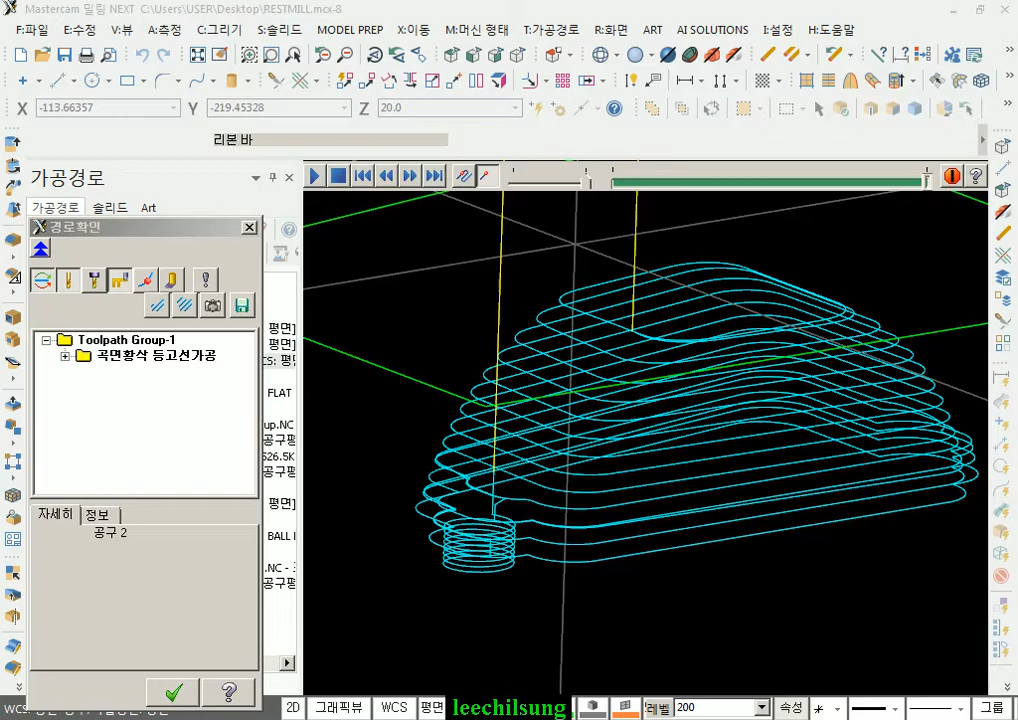 Mastercam 밀링 NEXT C:\Users\USER\Desktop\RESTMILL.mcx-8
F:파일 E:수정 V:뷰 A:측정 C:그리기 S:솔리드 MODEL PREP X:이동 M:머신 형태 T:가공경로 R:화면 ART AI SOLUTIONS I:설정 H:도움말
X -113.66357 Y -219.45328 Z 20.0
리본 바
가공경로
가공경로 솔리드 Art
경로확인
평면]
Toolpath Group-1
평면]
곡면황삭 등고선가공
CS: 평면
FLAT
up.NC
공구평
526.5K
공구평
평면]
자세히 정보
공구 2
BALL
.NC -
공구평
2D 그래픽뷰 WCS 평면 leechilsung 레벨 200 속성 그룹